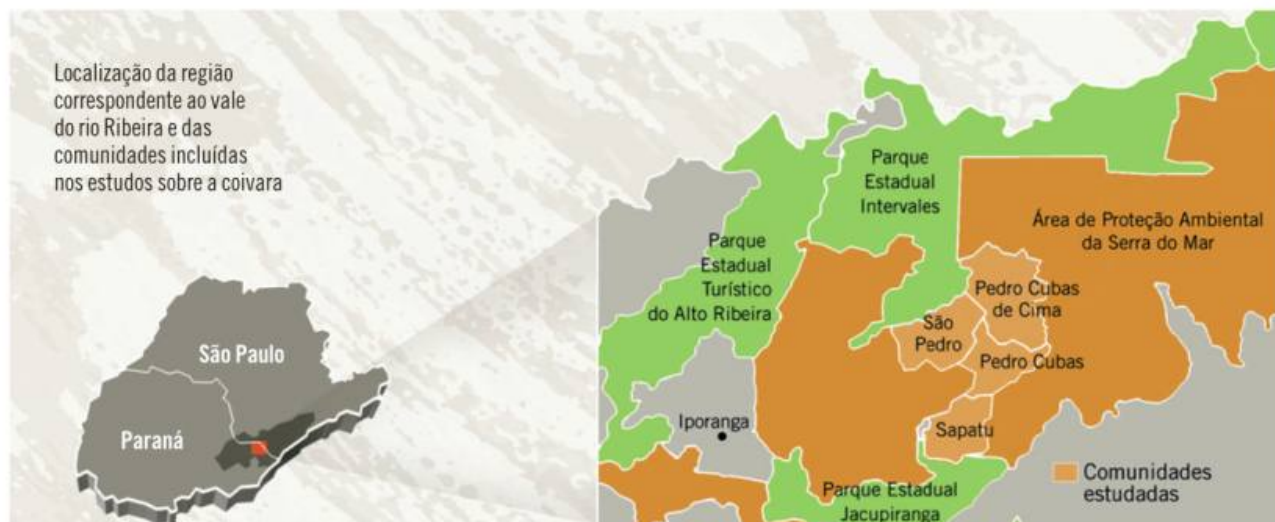 Localização da região
correspondente ao vale
do rio Ribeira e das
comunidades incluídas
nos estudos sobre a coivara
São Paulo
Paraná
Parque
Estadual
Intervales
Parque
Estadual
Turístico
do Alto Ribeira
Área de Proteção Ambiental
da Serra do Mar
Pedro Cubas
de Cima
São
Pedro
Pedro Cubas
Iporanga
Sapatu
Parque Estadual
Jacupiranga
Comunidades
estudadas